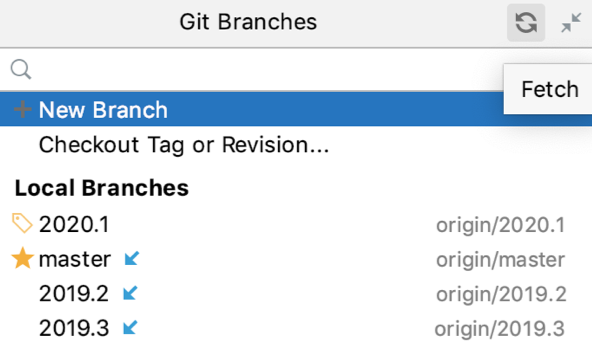 Git Branches
Fetch
New Branch
Checkout Tag or Revision...
Local Branches
2020.1 origin/2020.1
master origin/master
2019.2 origin/2019.2
2019.3 origin/2019.3